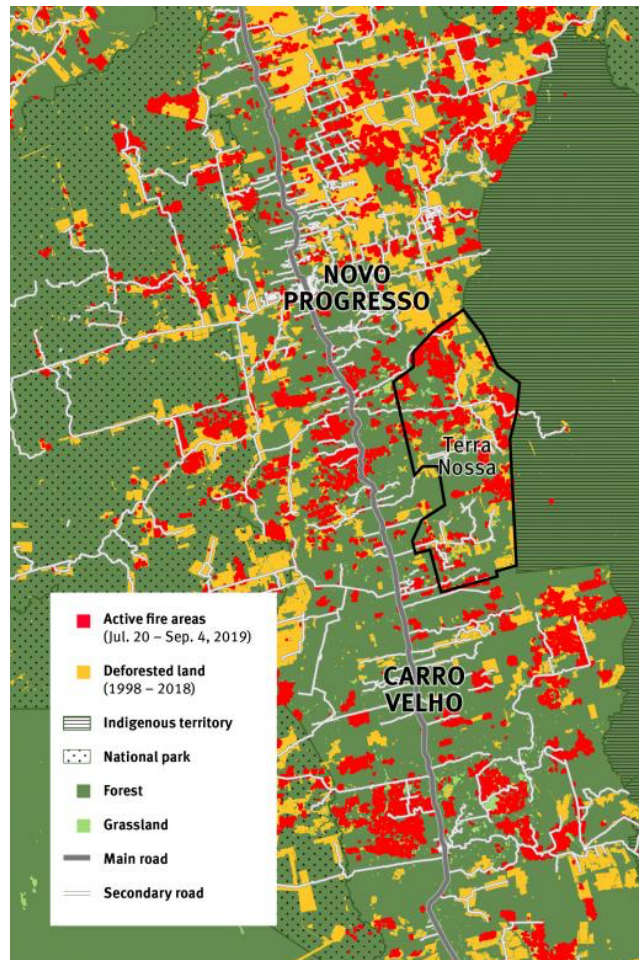 NOVO
PROGRESSO
Terra
Nossa
CARRO
VELHO
Active fire areas
(Jul. 20 – Sep. 4, 2019)
Deforested land
(1998 – 2018)
Indigenous territory
National park
Forest
Grassland
Main road
Secondary road